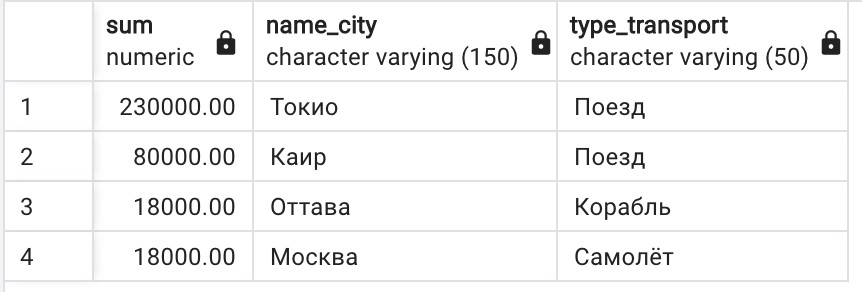 sum name_city type_transport
numeric character varying (150) character varying (50)
1 230000.00 Токио Поезд
2 80000.00 Каир Поезд
3 18000.00 Оттава Корабль
4 18000.00 Москва Самолёт